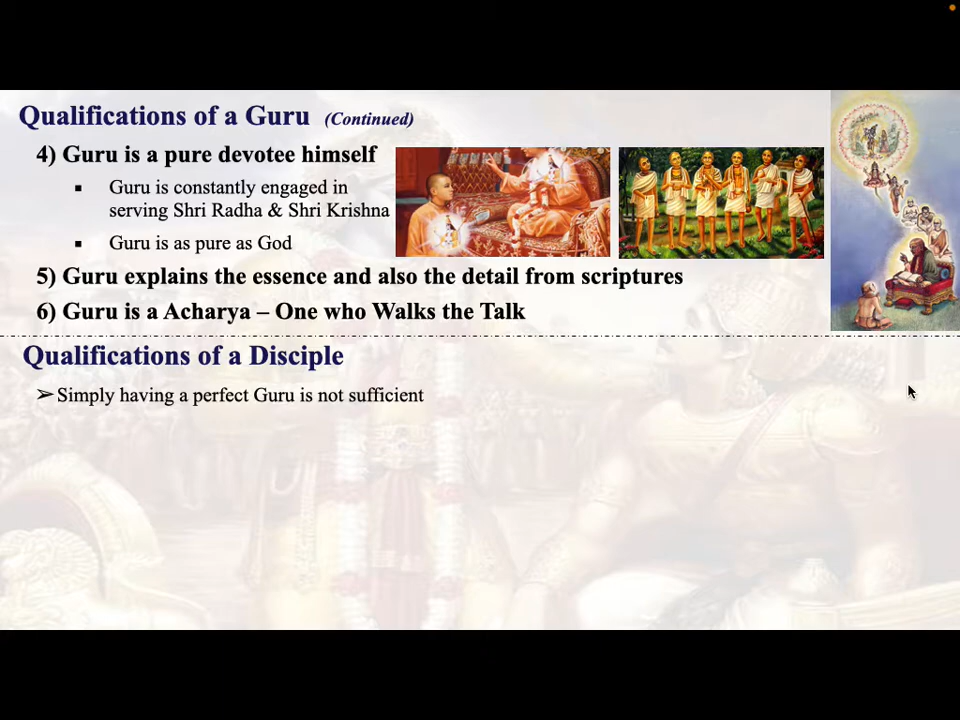 Qualifications of a Guru (Continued)
4) Guru is a pure devotee himself
▪ Guru is constantly engaged in
serving Shri Radha & Shri Krishna
▪ Guru is as pure as God
5) Guru explains the essence and also the detail from scriptures
6) Guru is a Acharya – One who Walks the Talk
Qualifications of a Disciple
➢ Simply having a perfect Guru is not sufficient